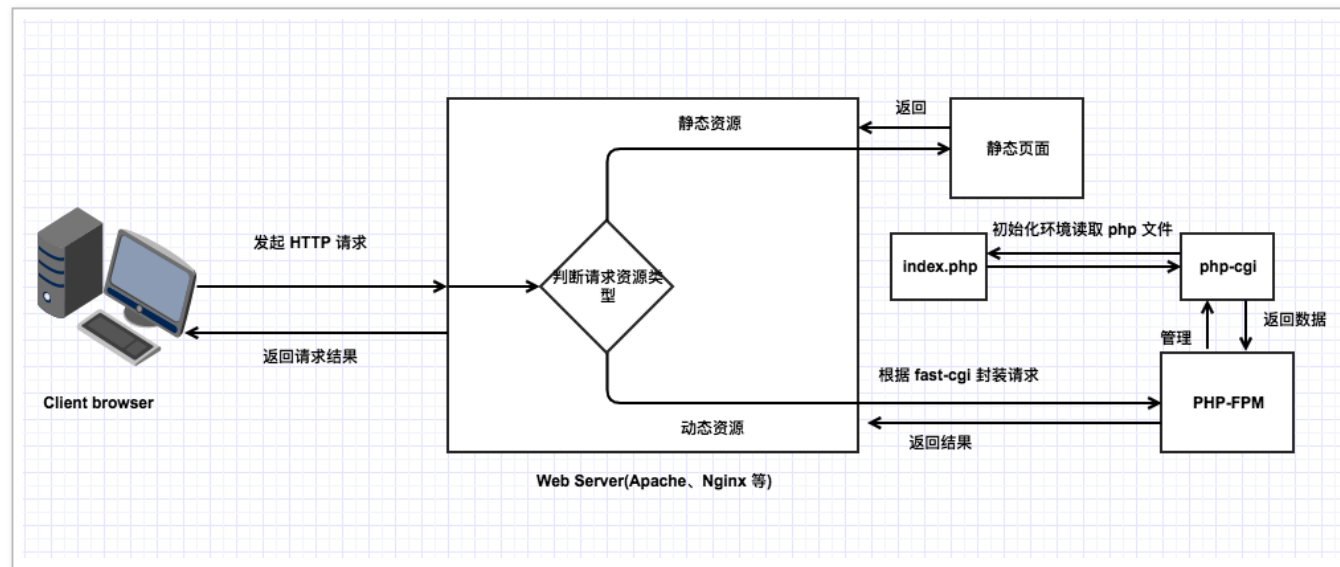 静态资源
返回
静态页面
发起 HTTP 请求
初始化环境读取 php 文件
index.php
php-cgi
判断请求资源类
型
返回数据
管理
返回请求结果
根据 fast-cgi 封装请求
Client browser
PHP-FPM
动态资源
返回结果
Web Server(Apache、Nginx 等)